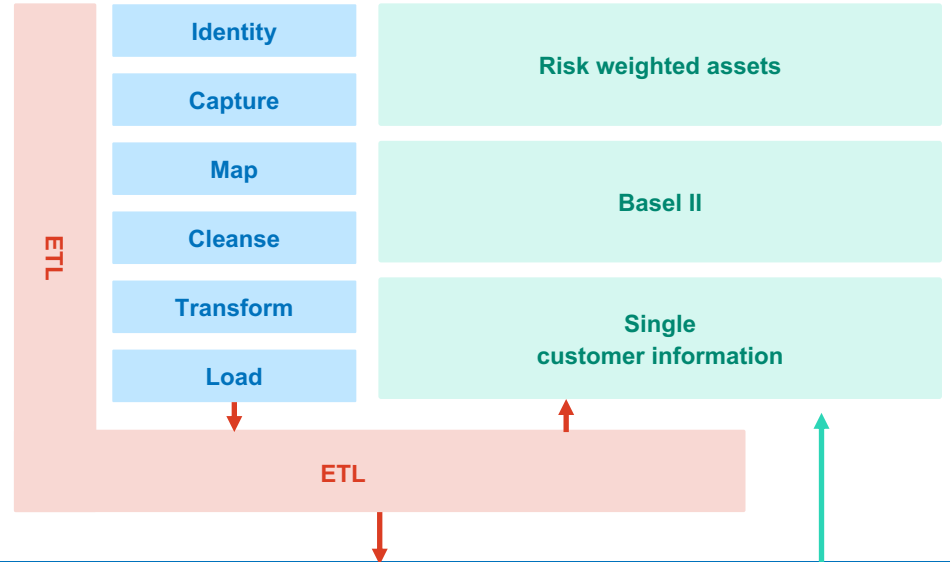 ETL
Identity
Capture
Map
Cleanse
Transform
Load
Risk weighted assets
Basel II
Single
customer information
ETL